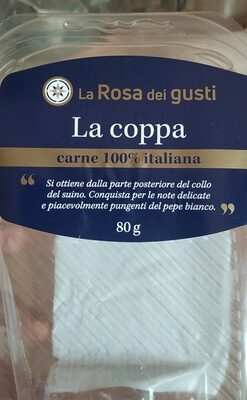 La Rosa dei gusti
La coppa
carne 100% italiana
“ Si ottiene dalla parte posteriore del collo
del suino. Conquista per le note delicate
e piacevolmente pungenti del pepe bianco. ”
80 g